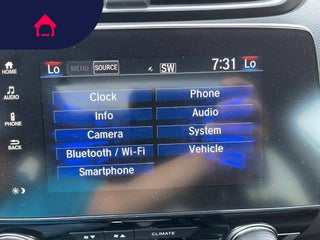 Lo MENU SOURCE SW 7:31 Lo
HOME
AUDIO
PHONE
BACK
Clock Phone
Info Audio
Camera System
Bluetooth / Wi-Fi Vehicle
Smartphone
CLIMATE